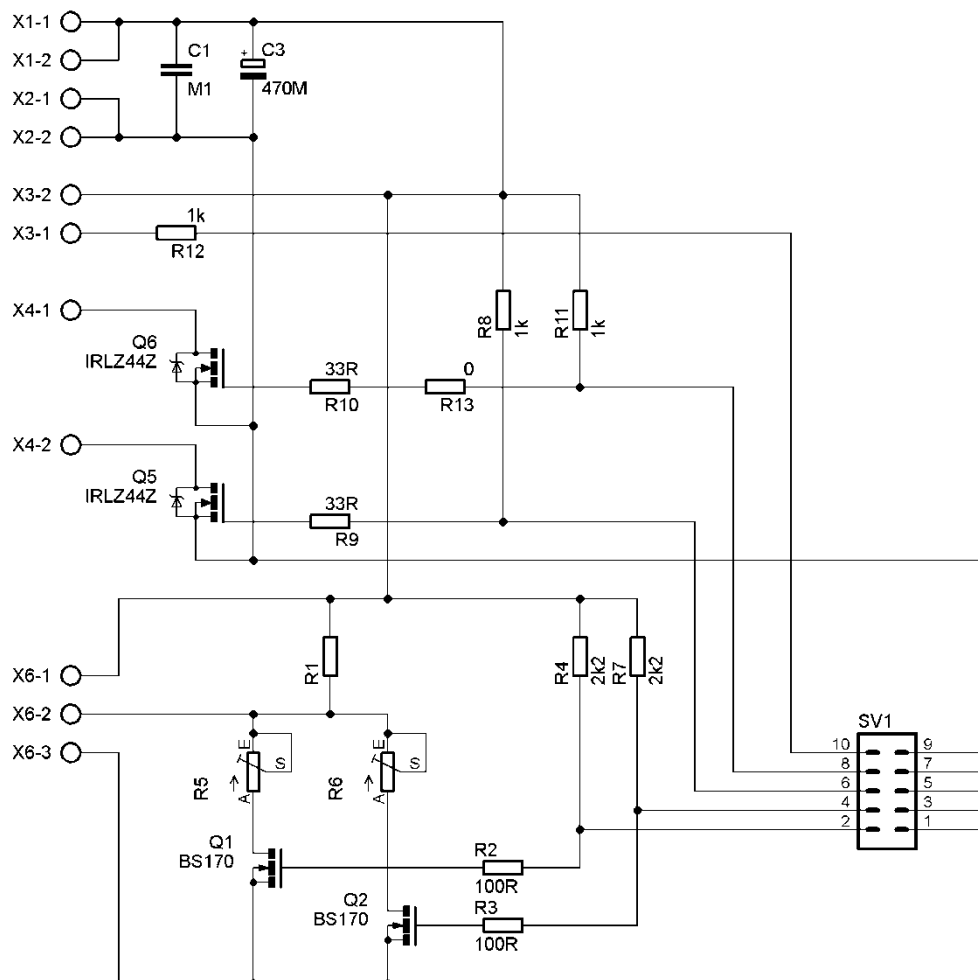 X1-1
X1-2
X2-1
X2-2
C1
M1
+
C3
470M
X3-2
X3-1
1k
R12
X4-1
R8
1k
R11
1k
Q6
IRLZ44Z
33R
R10
0
R13
X4-2
Q5
IRLZ44Z
33R
R9
X6-1
R1
R4
2k2
R7
2k2
X6-2
X6-3
SV1
E
S
A
R5
E
S
A
R6
10 9
8 7
6 5
4 3
2 1
Q1
BS170
R2
100R
Q2
BS170
R3
100R